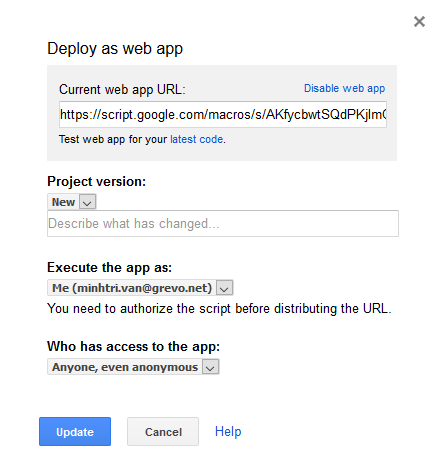 Deploy as web app
Current web app URL: Disable web app
https://script.google.com/macros/s/AKfycbwtSQdPKjlmC
Test web app for your latest code.
Project version:
New
Describe what has changed...
Execute the app as:
Me (minhtri.van@grevo.net)
You need to authorize the script before distributing the URL.
Who has access to the app:
Anyone, even anonymous
Update Cancel Help